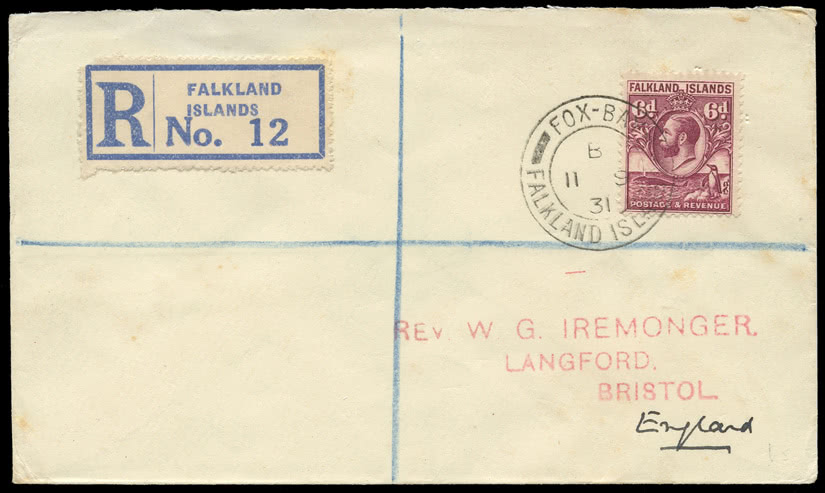 R
FALKLAND
ISLANDS
No. 12
FALKLAND ISLANDS
6d 6d
POSTAGE & REVENUE
FOX-BA
B
11 S
31
FALKLAND ISL
REV. W G. IREMONGER.
LANGFORD.
BRISTOL.
England